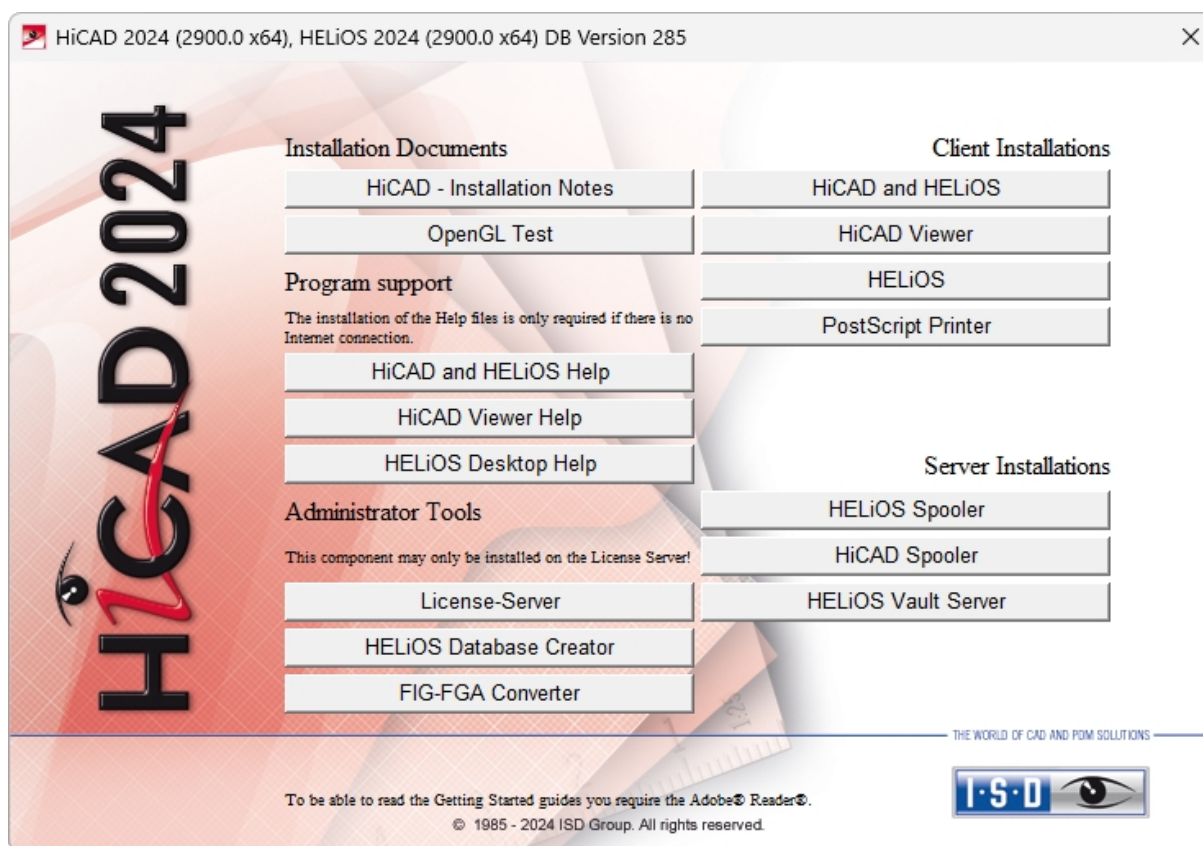 HiCAD 2024 (2900.0 x64), HELiOS 2024 (2900.0 x64) DB Version 285
HiCAD 2024
Installation Documents
HiCAD - Installation Notes
OpenGL Test
Program support
The installation of the Help files is only required if there is no
Internet connection.
HiCAD and HELiOS Help
HiCAD Viewer Help
HELiOS Desktop Help
Administrator Tools
This component may only be installed on the License Server!
License-Server
HELiOS Database Creator
FIG-FGA Converter
Client Installations
HiCAD and HELiOS
HiCAD Viewer
HELiOS
PostScript Printer
Server Installations
HELiOS Spooler
HiCAD Spooler
HELiOS Vault Server
1:25
1
THE WORLD OF CAD AND PDM SOLUTIONS
I·S·D
To be able to read the Getting Started guides you require the Adobe® Reader®.
© 1985 - 2024 ISD Group. All rights reserved.